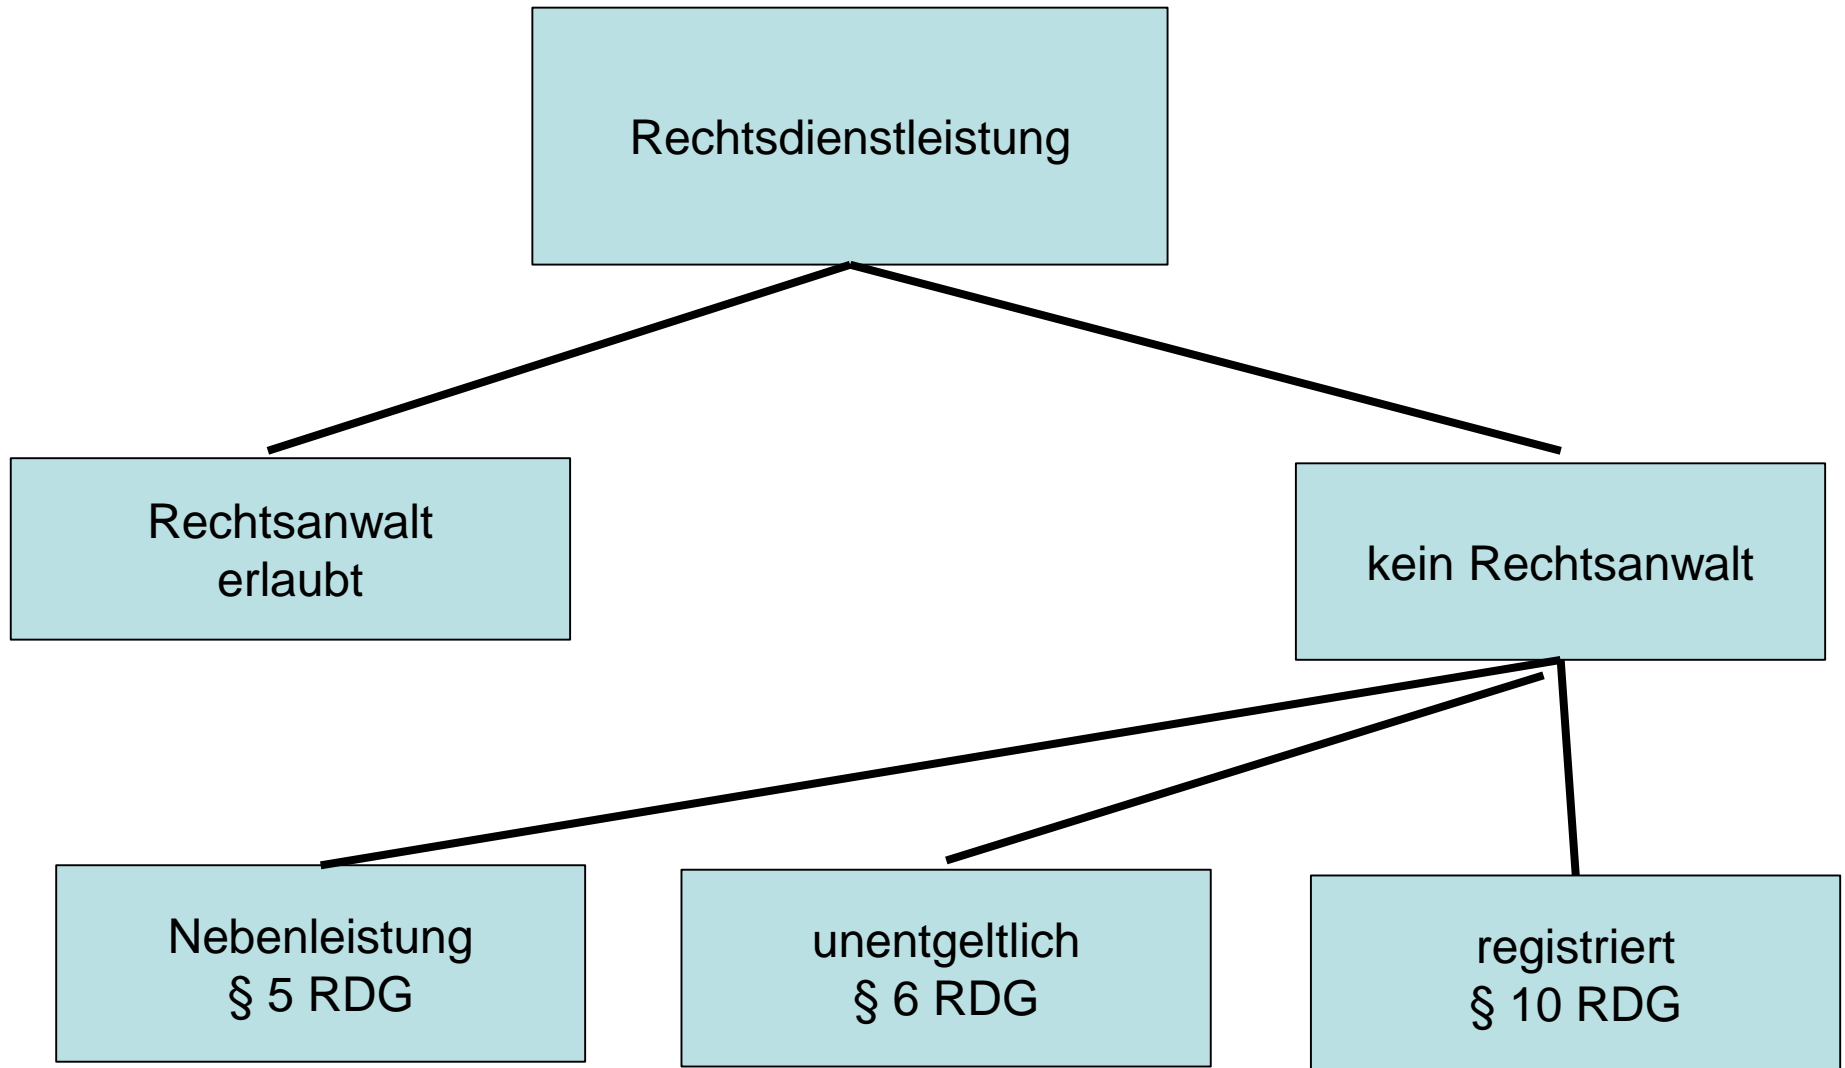 Rechtsdienstleistung
Rechtsanwalt
erlaubt
kein Rechtsanwalt
Nebenleistung
§ 5 RDG
unentgeltlich
§ 6 RDG
registriert
§ 10 RDG